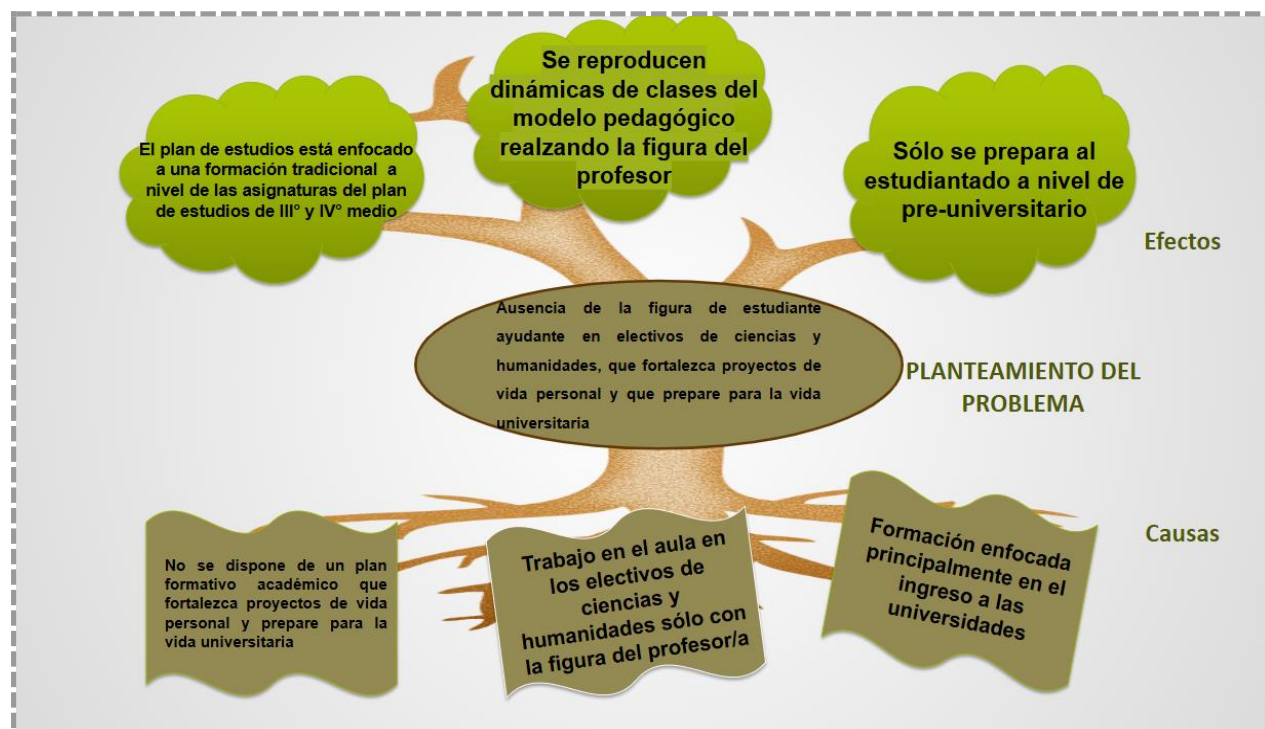 El plan de estudios está enfocado
a una formación tradicional a
nivel de las asignaturas del plan
de estudios de III° y IV° medio
Se reproducen
dinámicas de clases del
modelo pedagógico
realzando la figura del
profesor
Sólo se prepara al
estudiantado a nivel de
pre-universitario
Efectos
Ausencia de la figura de estudiante
ayudante en electivos de ciencias y
humanidades, que fortalezca proyectos de
vida personal y que prepare para la vida
universitaria
PLANTEAMIENTO DEL
PROBLEMA
No se dispone de un plan
formativo académico que
fortalezca proyectos de vida
personal y prepare para la
vida universitaria
Trabajo en el aula en
los electivos de
ciencias y
humanidades sólo con
la figura del profesor/a
Formación enfocada
principalmente en el
ingreso a las
universidades
Causas